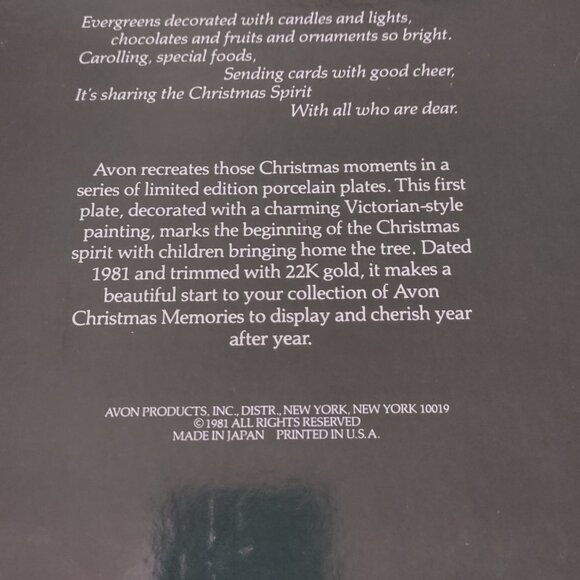 Evergreens decorated with candles and lights,
chocolates and fruits and ornaments so bright.
Carolling, special foods,
Sending cards with good cheer,
It's sharing the Christmas Spirit
With all who are dear.
Avon recreates those Christmas moments in a
series of limited edition porcelain plates. This first
plate, decorated with a charming Victorian-style
painting, marks the beginning of the Christmas
spirit with children bringing home the tree. Dated
1981 and trimmed with 22K gold, it makes a
beautiful start to your collection of Avon
Christmas Memories to display and cherish year
after year.
AVON PRODUCTS, INC., DISTR., NEW YORK, NEW YORK 10019
© 1981 ALL RIGHTS RESERVED
MADE IN JAPAN PRINTED IN U.S.A.